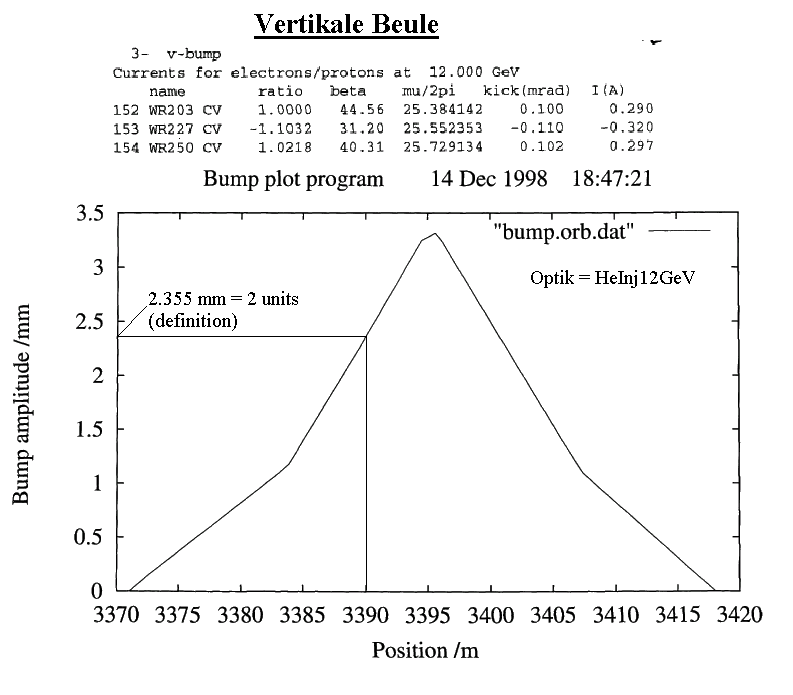 Vertikale Beule
3- v-bump
Currents for electrons/protons at 12.000 GeV
name ratio beta mu/2pi kick(mrad) I(A)
152 WR203 CV 1.0000 44.56 25.384142 0.100 0.290
153 WR227 CV -1.1032 31.20 25.552353 -0.110 -0.320
154 WR250 CV 1.0218 40.31 25.729134 0.102 0.297
Bump plot program 14 Dec 1998 18:47:21
3.5
"bump.orb.dat"
3
Optik = HeInj12GeV
2.355 mm = 2 units
(definition)
2.5
2
1.5
1
0.5
0
Bump amplitude /mm
3370 3375 3380 3385 3390 3395 3400 3405 3410 3415 3420
Position /m